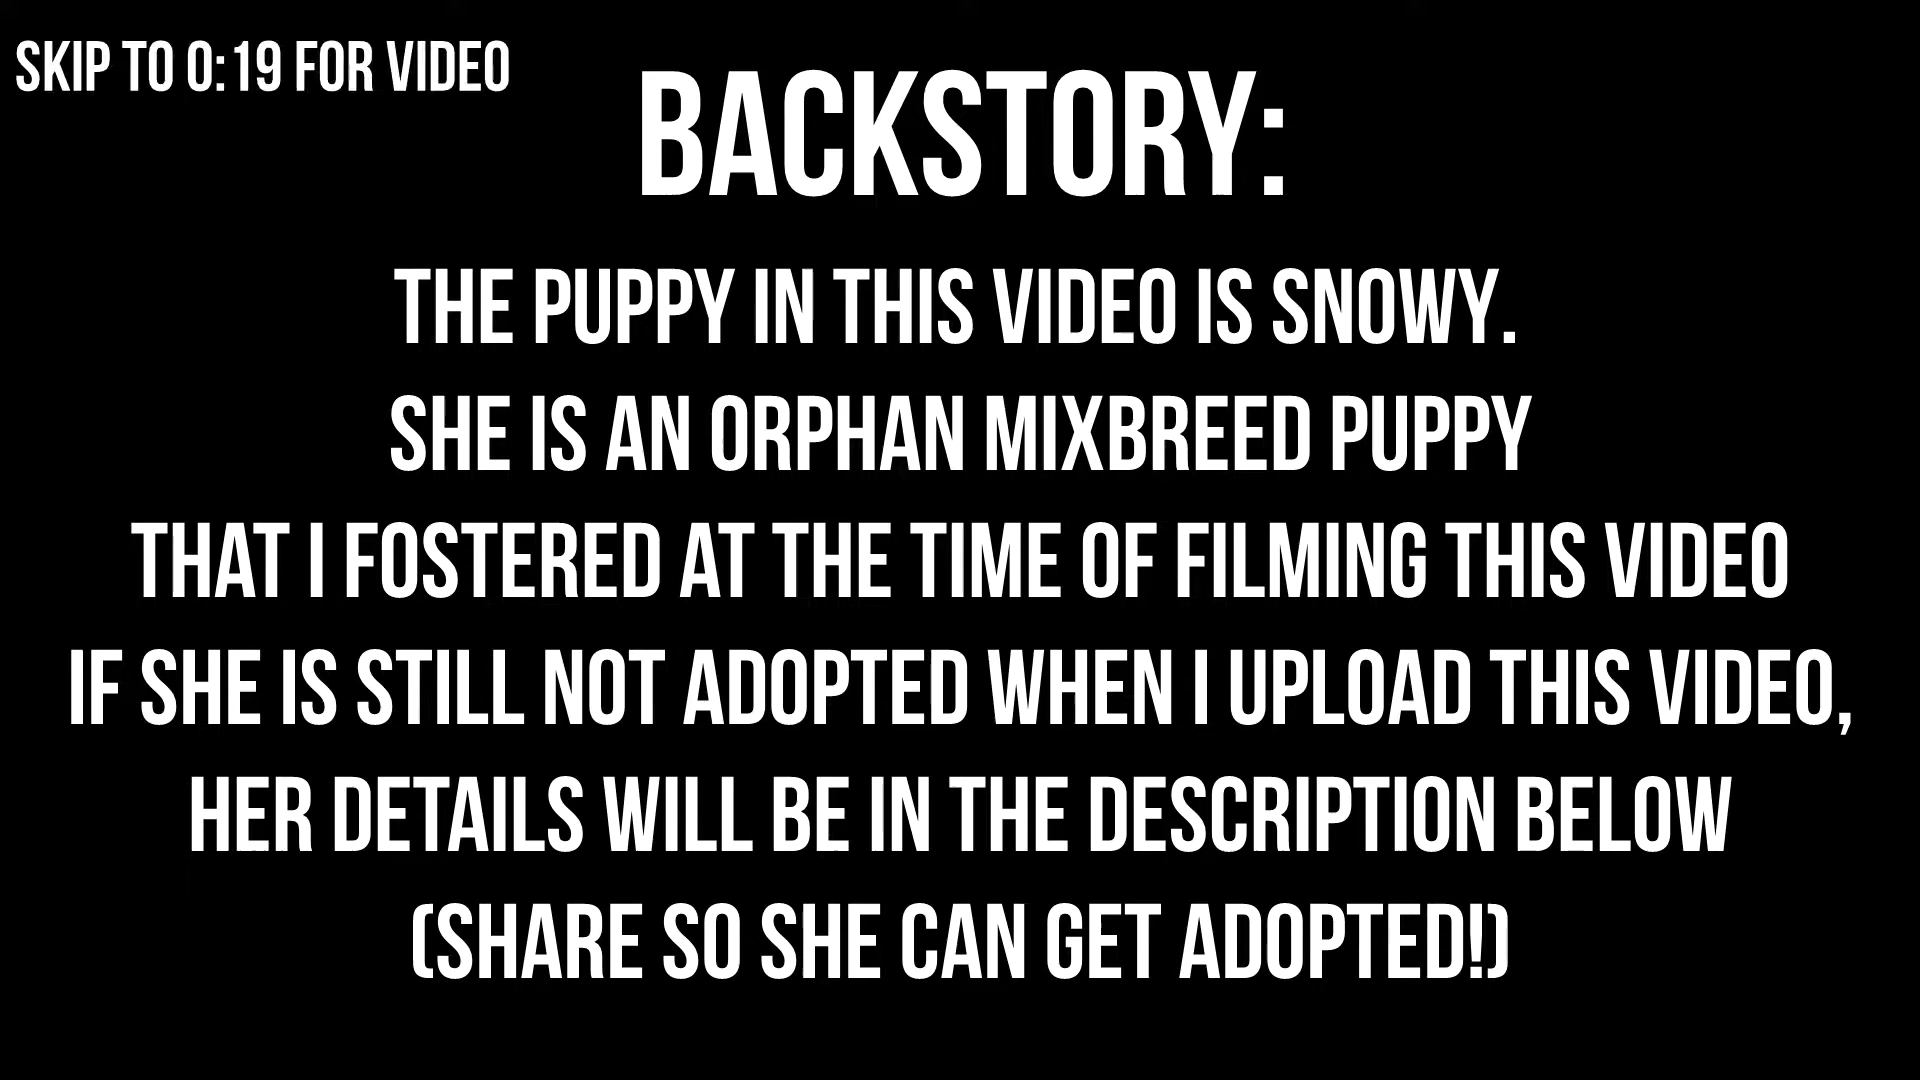 SKIP TO 0:19 FOR VIDEO
BACKSTORY:
THE PUPPY IN THIS VIDEO IS SNOWY.
SHE IS AN ORPHAN MIXBREED PUPPY
THAT I FOSTERED AT THE TIME OF FILMING THIS VIDEO
IF SHE IS STILL NOT ADOPTED WHEN I UPLOAD THIS VIDEO,
HER DETAILS WILL BE IN THE DESCRIPTION BELOW
(SHARE SO SHE CAN GET ADOPTED!)